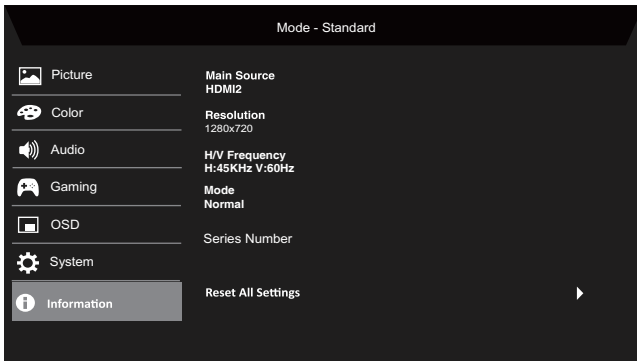 Mode - Standard
Picture
Color
Audio
Gaming
OSD
System
Information
Main Source
HDMI2
Resolution
1280x720
H/V Frequency
H:45KHz V:60Hz
Mode
Normal
Series Number
Reset All Settings